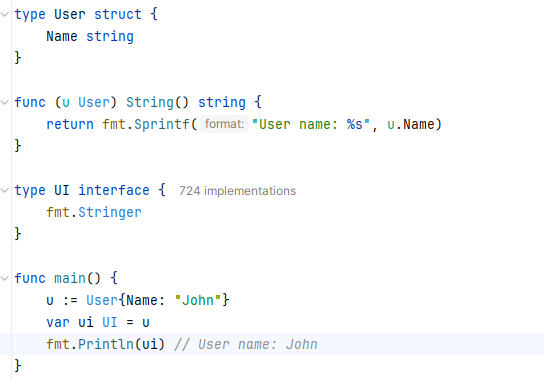 type User struct {
    Name string
}

func (u User) String() string {
    return fmt.Sprintf( format: "User name: %s", u.Name)
}

type UI interface {  724 implementations
    fmt.Stringer
}

func main() {
    u := User{Name: "John"}
    var ui UI = u
    fmt.Println(ui) // User name: John
}